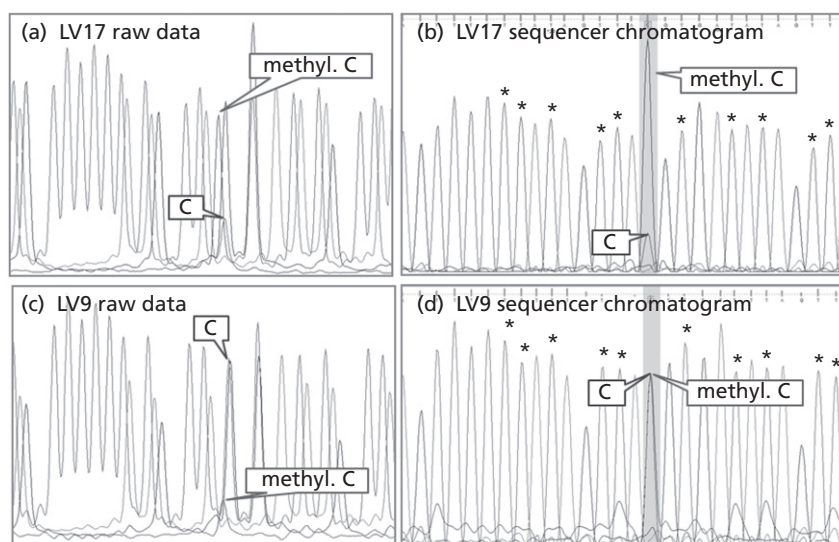 (a) LV17 raw data
methyl. C
C
(b) LV17 sequencer chromatogram
* * * * * * * * * * *
methyl. C
C
(c) LV9 raw data
C
methyl. C
(d) LV9 sequencer chromatogram
* * * * * * * * * *
C
methyl. C